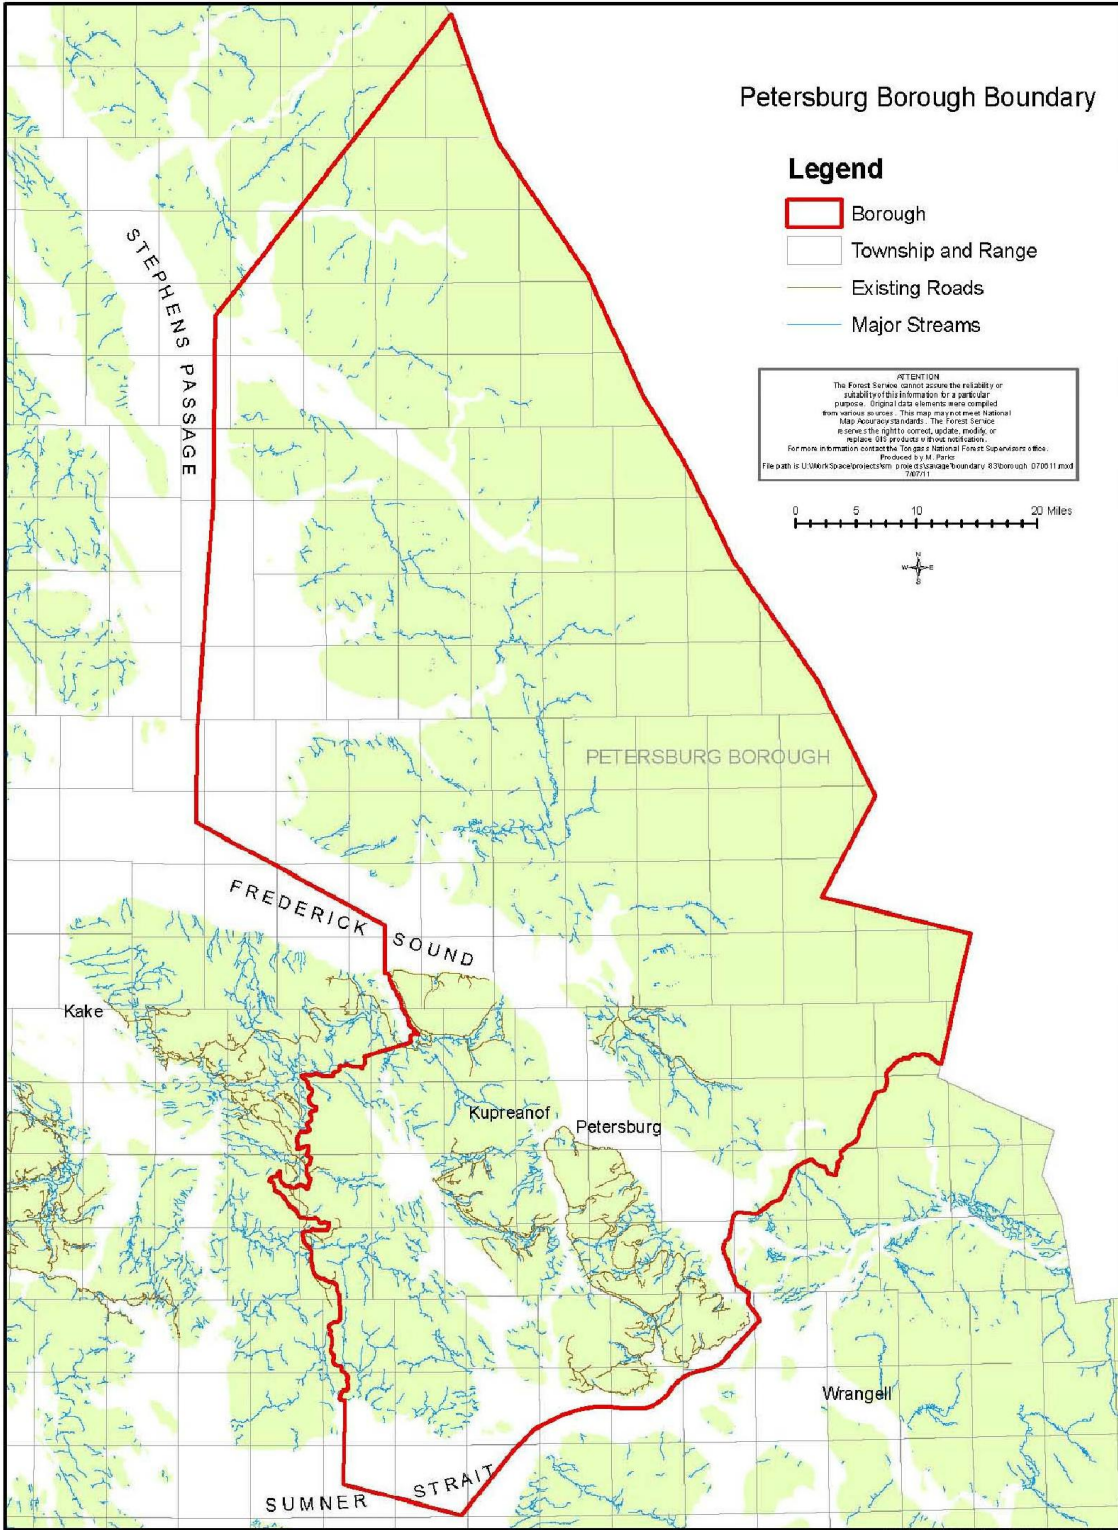 Petersburg Borough Boundary
Legend
Borough
Township and Range
Existing Roads
Major Streams
ATTENTION
The Forest Service cannot assure the reliability or
suitability of this information for a particular
purpose. Original data elements were compiled
from various sources. This map may not meet National
Map Accuracy standards. The Forest Service
reserves the right to correct, update, modify, or
replace GIS products without notification.
For more information contact the Tongass National Forest Supervisors office.
Produced by M. Parks
7/07/11
0 5 10 20 Miles
N
W E
S
STEPHENS PASSAGE
PETERSBURG BOROUGH
FREDERICK SOUND
Kake
Kupreanof
Petersburg
Wrangell
SUMNER STRAIT